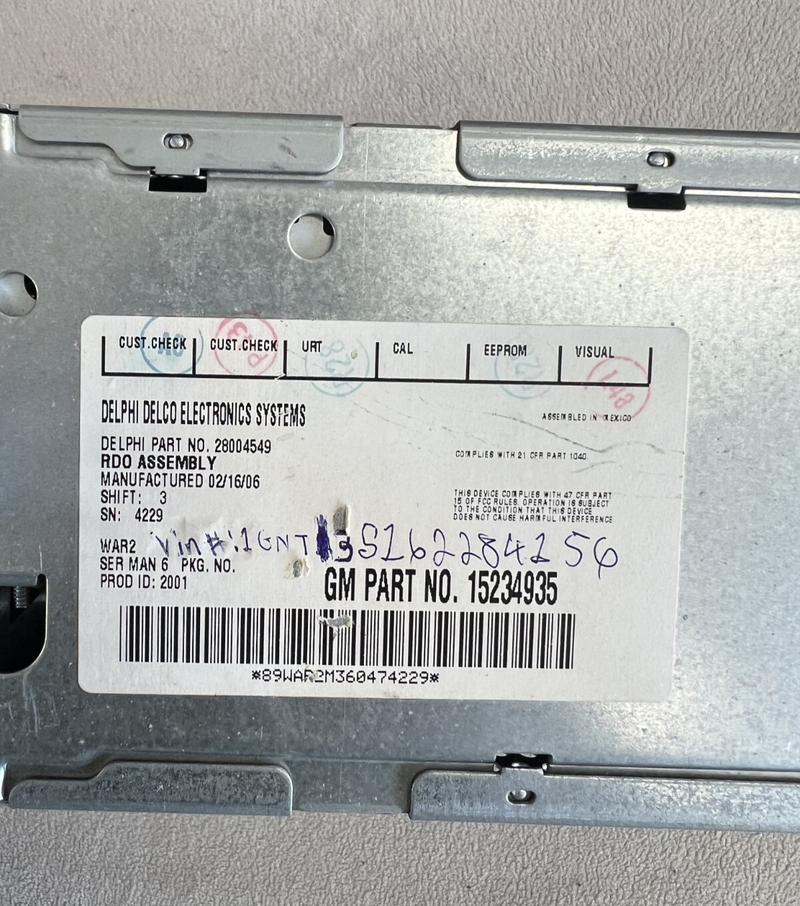 CUST.CHECK CUST.CHECK URT CAL EEPROM VISUAL
DELPHI DELCO ELECTRONICS SYSTEMS
ASSEMBLED IN MEXICO
DELPHI PART NO. 28004549
RDO ASSEMBLY
MANUFACTURED 02/16/06
SHIFT: 3
SN: 4229
COMPLIES WITH 21 CFR PART 1040
THIS DEVICE COMPLIES WITH 47 CFR PART
15 OF FCC RULES. OPERATION IS SUBJECT
TO THE CONDITION THAT THIS DEVICE
DOES NOT CAUSE HARMFUL INTERFERENCE
WAR2 Vin#:1GNT13S162284156
SER MAN 6 PKG. NO.
PROD ID: 2001
GM PART NO. 15234935
*89WAR2M360474229*